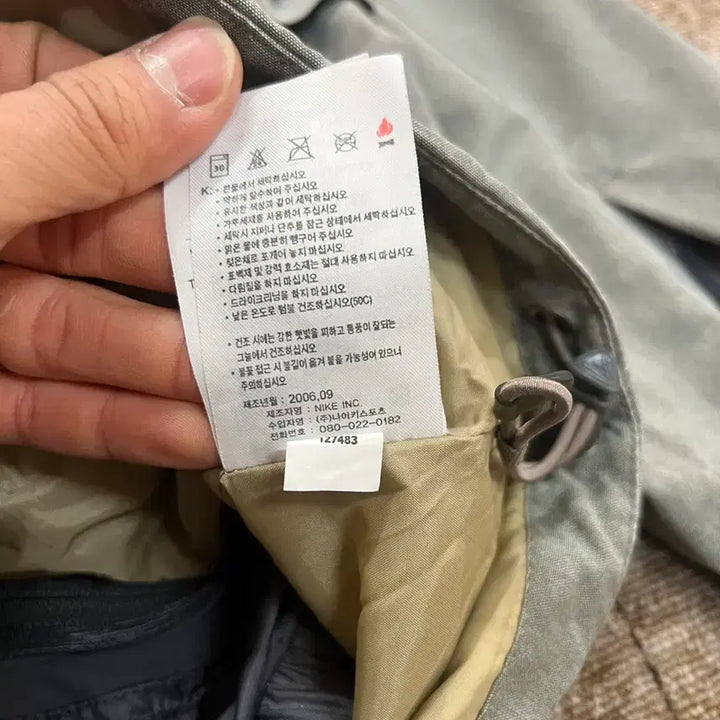 30
K: • 찬물에서 세탁하십시오
• 약하게 탈수하여 주십시오
• 유사한 색상과 같이 세탁하십시오
• 가루세제를 사용하여 주십시오
• 세탁시 지퍼나 단추를 잠근 상태에서 세탁하십시오
• 맑은 물에 충분히 행구어 주십시오
• 젖은채로 포개어 놓지 마십시오
• 표백제 및 강력 효소제는 절대 사용하지 마십시오
• 다림질을 하지 마십시오
• 드라이크리닝을 하지 마십시오
• 낮은 온도로 텀블 건조하십시오(50C)
• 건조 시에는 강한 햇빛을 피하고 통풍이 잘되는
그늘에서 건조하십시오
• 불꽃 접근 시 불길이 옮겨 붙을 가능성이 있으니
주의하십시오
제조년월 : 2006.09
제조자명 : NIKE INC.
수입자명 : (주)나이키스포츠
전화번호 : 080-022-0182
127483